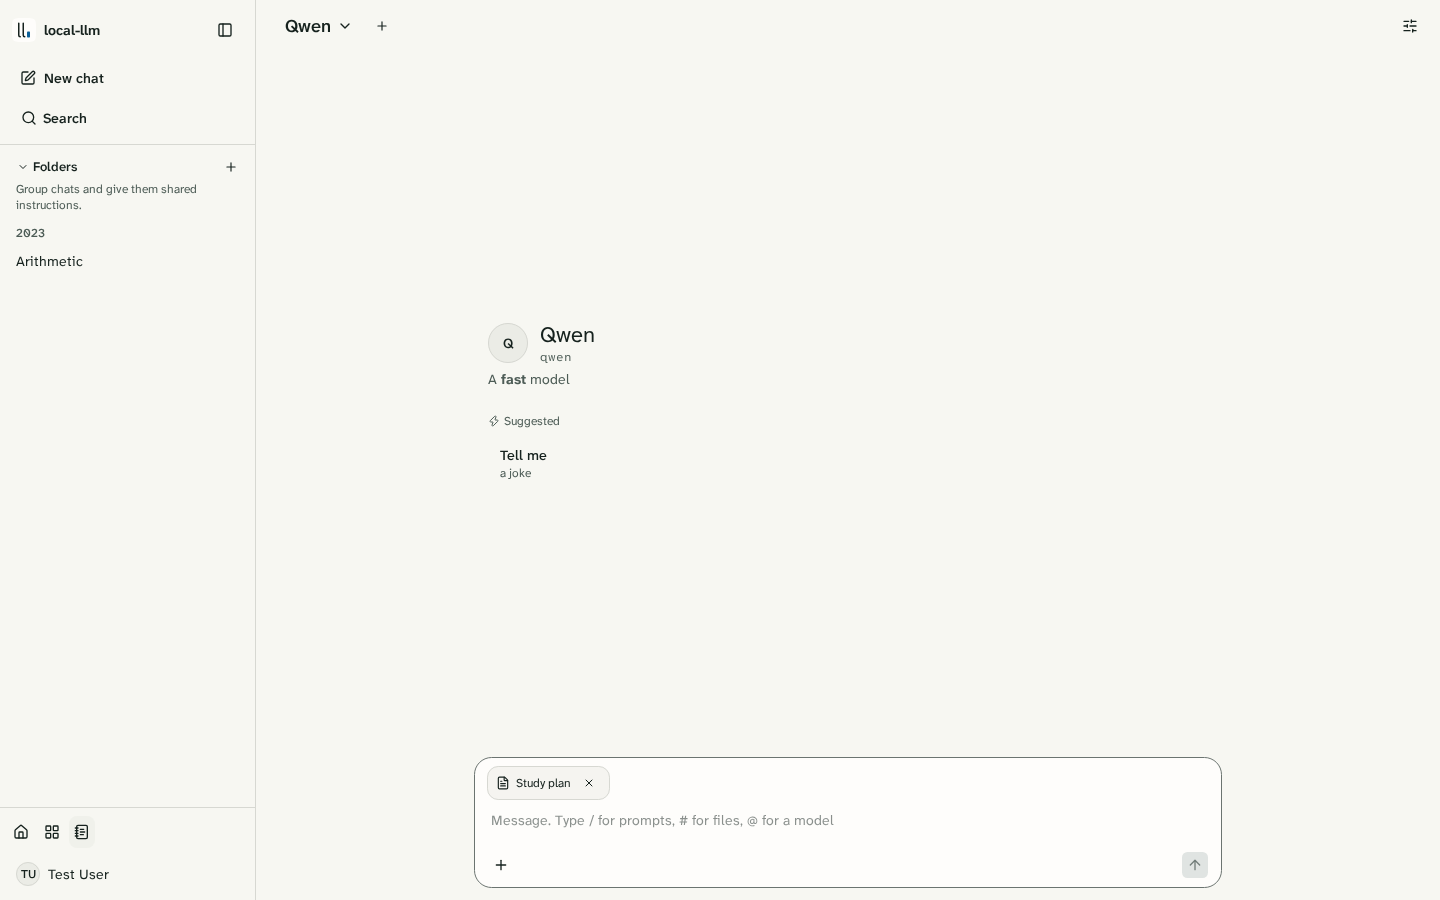 local-llm
New chat
Search
Folders
Group chats and give them shared
instructions.
2023
Arithmetic
TU
Test User
Qwen
Q
Qwen
qwen
A fast model
Suggested
Tell me
a joke
Study plan
Message. Type / for prompts, # for files, @ for a model